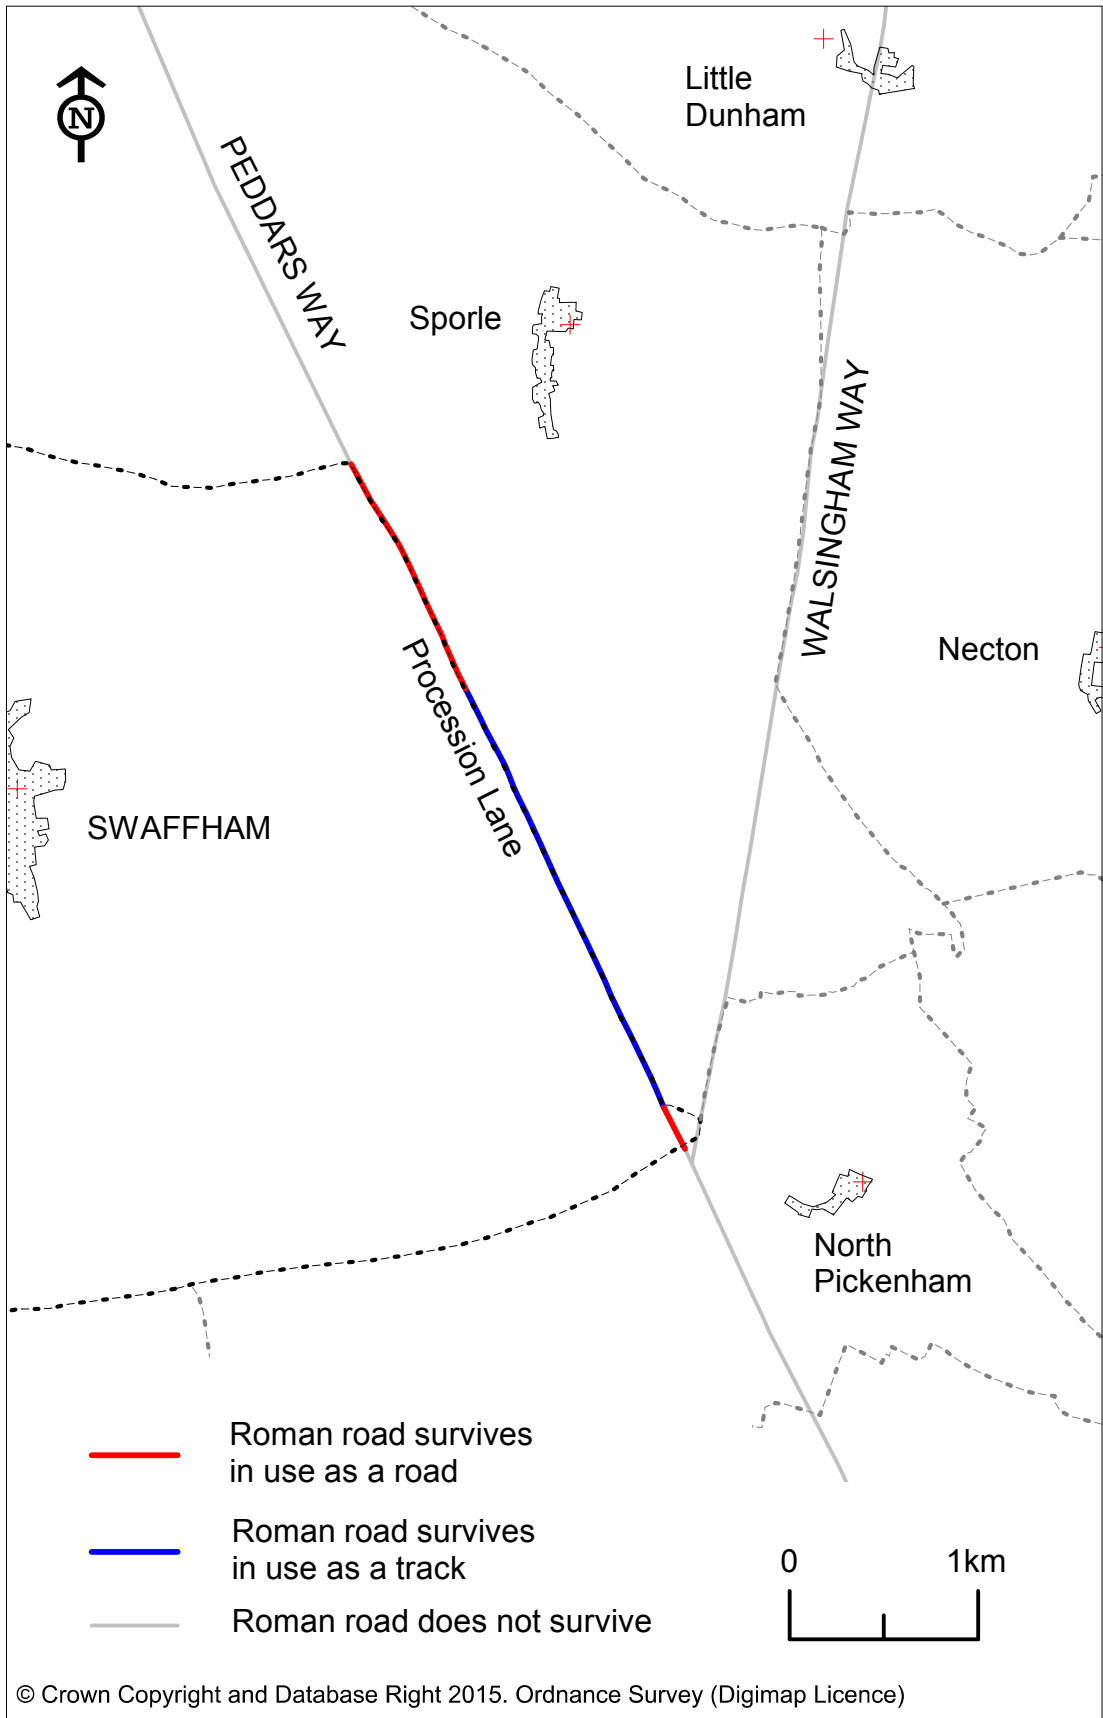 Little
Dunham
N
PEDDARS WAY
Sporle
WALSINGHAM WAY
Necton
Procession Lane
SWAFFHAM
North
Pickenham
Roman road survives
in use as a road
Roman road survives
in use as a track
Roman road does not survive
0 1km
© Crown Copyright and Database Right 2015. Ordnance Survey (Digimap Licence)